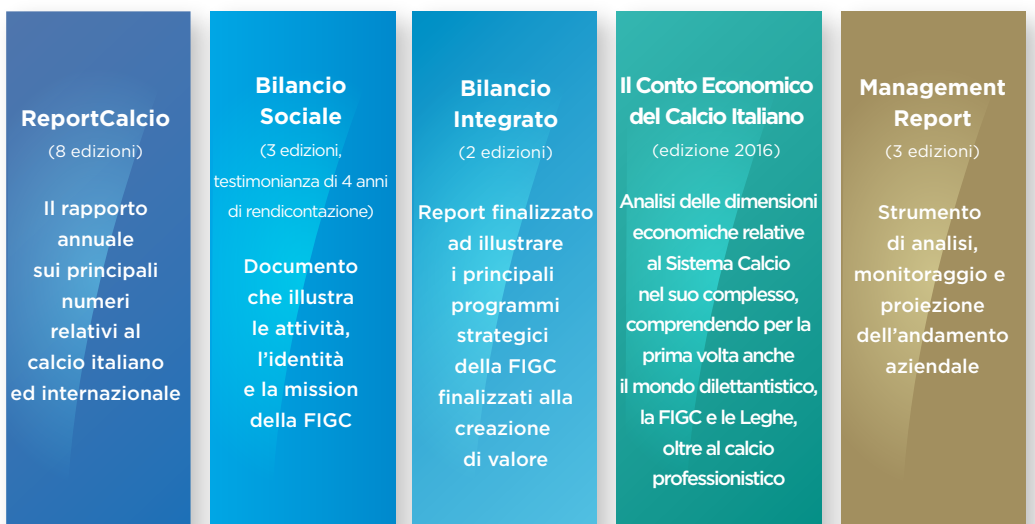 ReportCalcio
(8 edizioni)
Il rapporto
annuale
sui principali
numeri
relativi al
calcio italiano
ed internazionale
Bilancio
Sociale
(3 edizioni,
testimonianza di 4 anni
di rendicontazione)
Documento
che illustra
le attività,
l’identità
e la mission
della FIGC
Bilancio
Integrato
(2 edizioni)
Report finalizzato
ad illustrare
i principali
programmi
strategici
della FIGC
finalizzati alla
creazione
di valore
Il Conto Economico
del Calcio Italiano
(edizione 2016)
Analisi delle dimensioni
economiche relative
al Sistema Calcio
nel suo complesso,
comprendendo per la
prima volta anche
il mondo dilettantistico,
la FIGC e le Leghe,
oltre al calcio
professionistico
Management
Report
(3 edizioni)
Strumento
di analisi,
monitoraggio e
proiezione
dell’andamento
aziendale